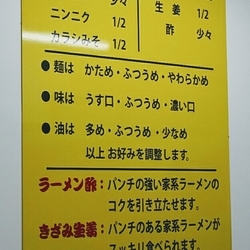 少々
ニンニク 1/2
カラシみそ 1/2
生姜 1/2
酢 少々
● 麺は かため・ふつうめ・やわらかめ
● 味は うす口・ふつう・濃い口
● 油は 多め・ふつうめ・少なめ
以上 お好みを調整します。
ラーメン酢：パンチの強い家系ラーメンの
コクを引き立たせます。
きざみ生姜：パンチのある家系ラーメンが
スッキリ食べられます。